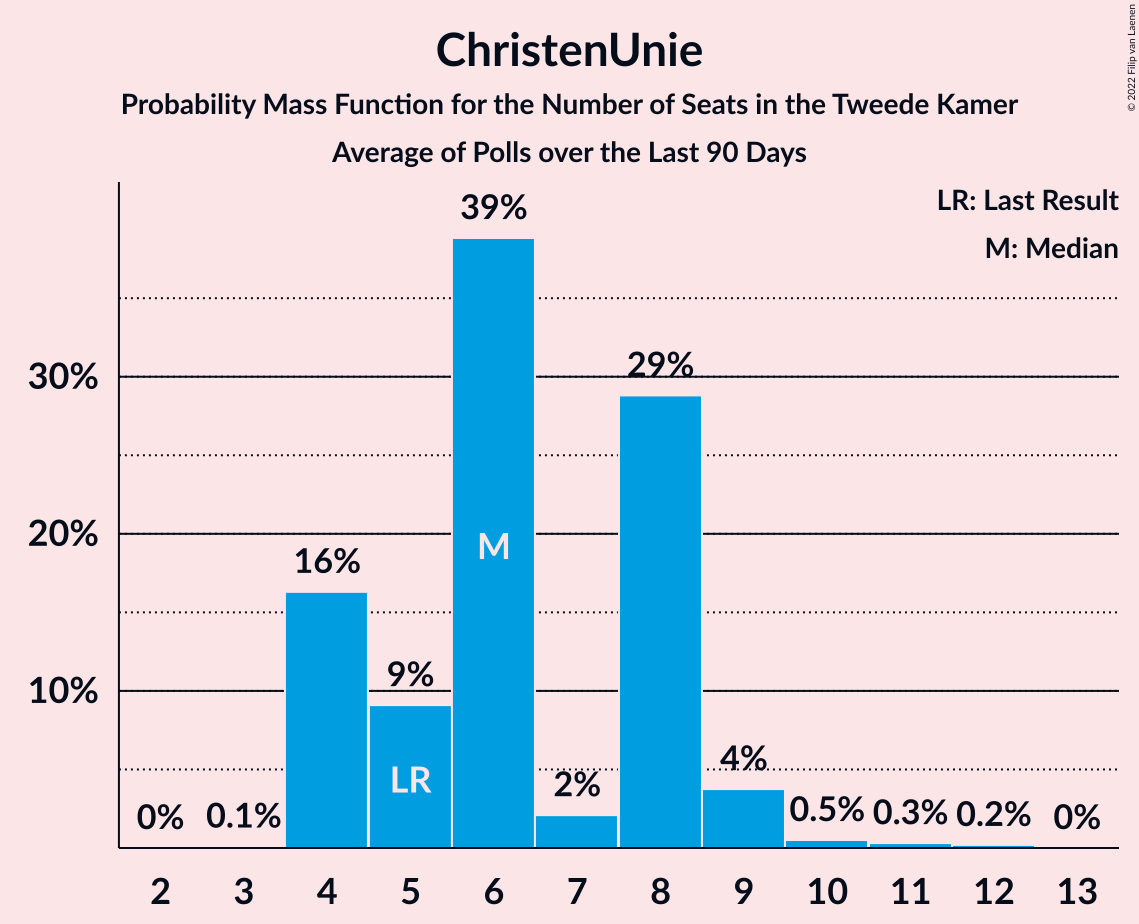 ChristenUnie
Probability Mass Function for the Number of Seats in the Tweede Kamer
Average of Polls over the Last 90 Days
© 2022 Filip van Laenen
LR: Last Result
M: Median
39%
30%
29%
20%
M
16%
10%
9%
LR
4%
2%
0%
0.1%
0.5%
0.3%
0.2%
0%
2 3 4 5 6 7 8 9 10 11 12 13